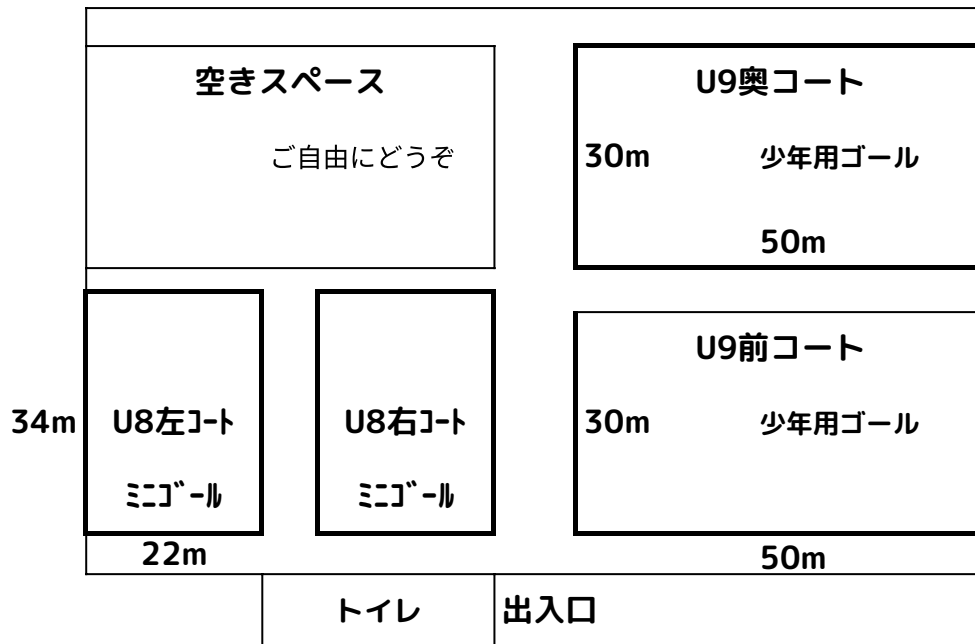 空きスペース
ご自由にどうぞ
U9奥コート
30m
少年用ゴール
50m
U9前コート
30m
少年用ゴール
50m
34m
U8左ｺｰﾄ
ﾐﾆｺﾞｰﾙ
22m
U8右ｺｰﾄ
ﾐﾆｺﾞｰﾙ
トイレ
出入口